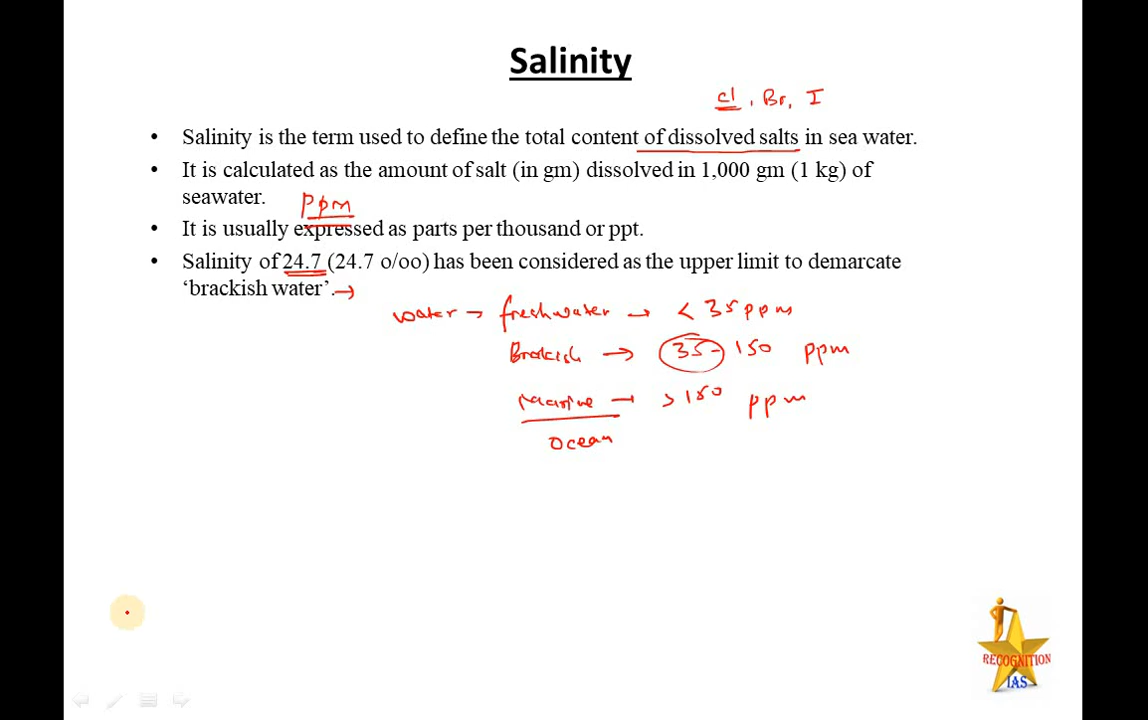 Salinity
Cl, Br, I
• Salinity is the term used to define the total content of dissolved salts in sea water.
• It is calculated as the amount of salt (in gm) dissolved in 1,000 gm (1 kg) of
seawater.
ppm
• It is usually expressed as parts per thousand or ppt.
• Salinity of 24.7 (24.7 o/oo) has been considered as the upper limit to demarcate
‘brackish water’.→
water → freshwater → < 35 ppm
Brakish → 35-150 ppm
Marine → >150 ppm
Ocean
RECOGNITION
IAS